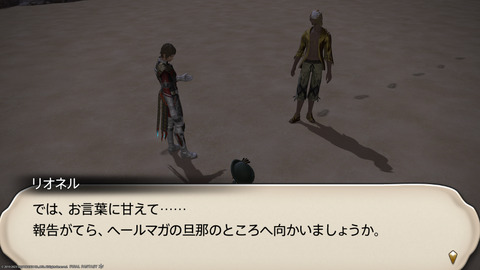 リオネル
では、お言葉に甘えて……
報告がてら、ヘールマガの旦那のところへ向かいましょうか。